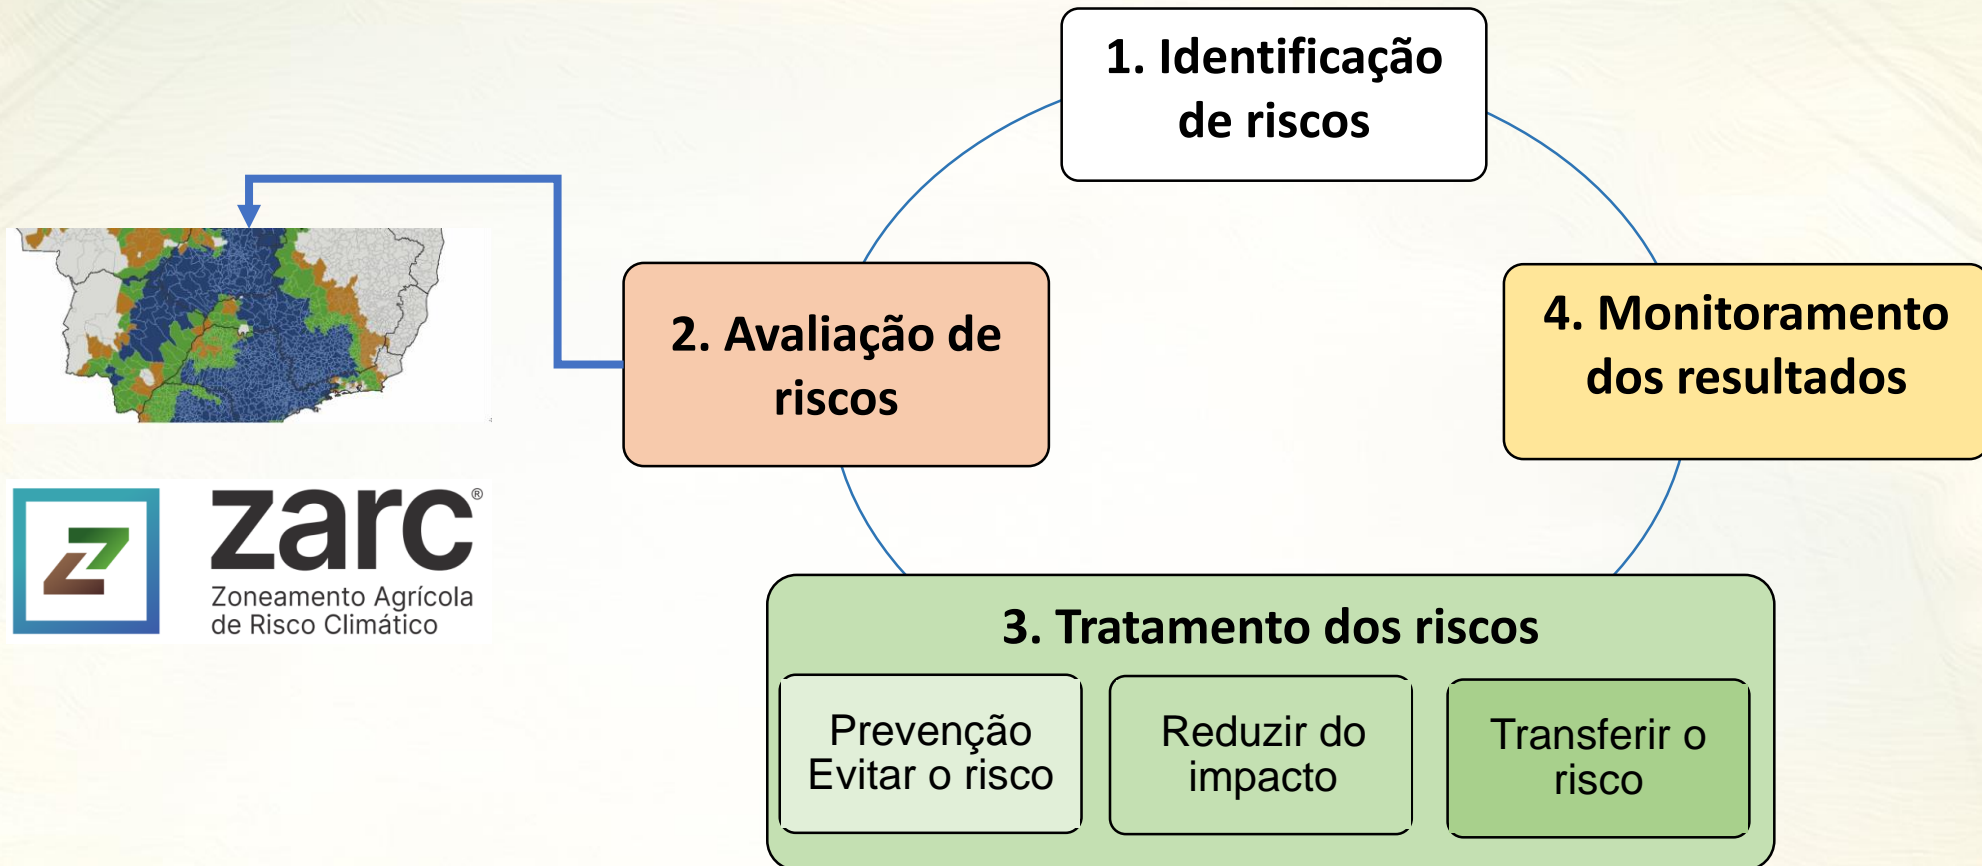 1. Identificação
de riscos
2. Avaliação de
riscos
4. Monitoramento
dos resultados
zarc®
Zoneamento Agrícola
de Risco Climático
3. Tratamento dos riscos
Prevenção
Evitar o risco
Reduzir do
impacto
Transferir o
risco